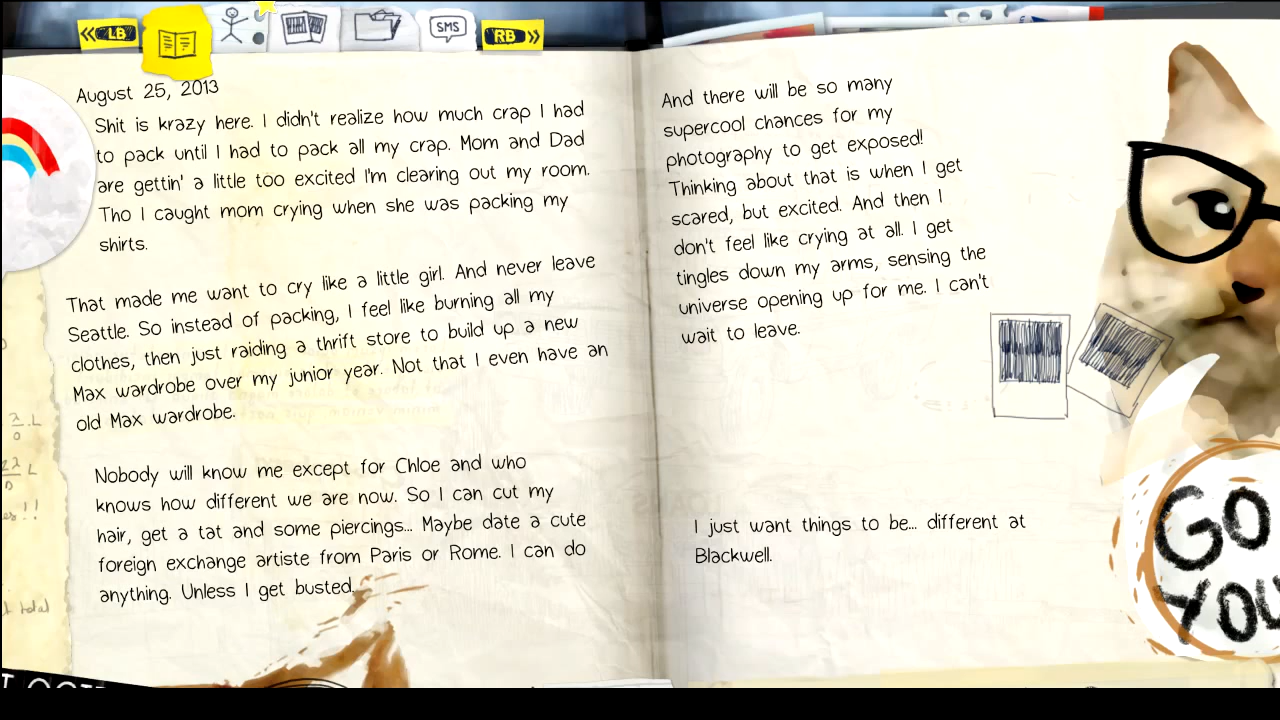 LB
SMS
RB
August 25, 2013
Shit is krazy here. I didn't realize how much crap I had
to pack until I had to pack all my crap. Mom and Dad
are gettin' a little too excited I'm clearing out my room.
Tho I caught mom crying when she was packing my
shirts.
That made me want to cry like a little girl. And never leave
Seattle. So instead of packing, I feel like burning all my
clothes, then just raiding a thrift store to build up a new
Max wardrobe over my junior year. Not that I even have an
old Max wardrobe.
Nobody will know me except for Chloe and who
knows how different we are now. So I can cut my
hair, get a tat and some piercings... Maybe date a cute
foreign exchange artiste from Paris or Rome. I can do
anything. Unless I get busted.
And there will be so many
supercool chances for my
photography to get exposed!
Thinking about that is when I get
scared, but excited. And then I
don't feel like crying at all. I get
tingles down my arms, sensing the
universe opening up for me. I can't
wait to leave.
I just want things to be... different at
Blackwell.
GO
YOU